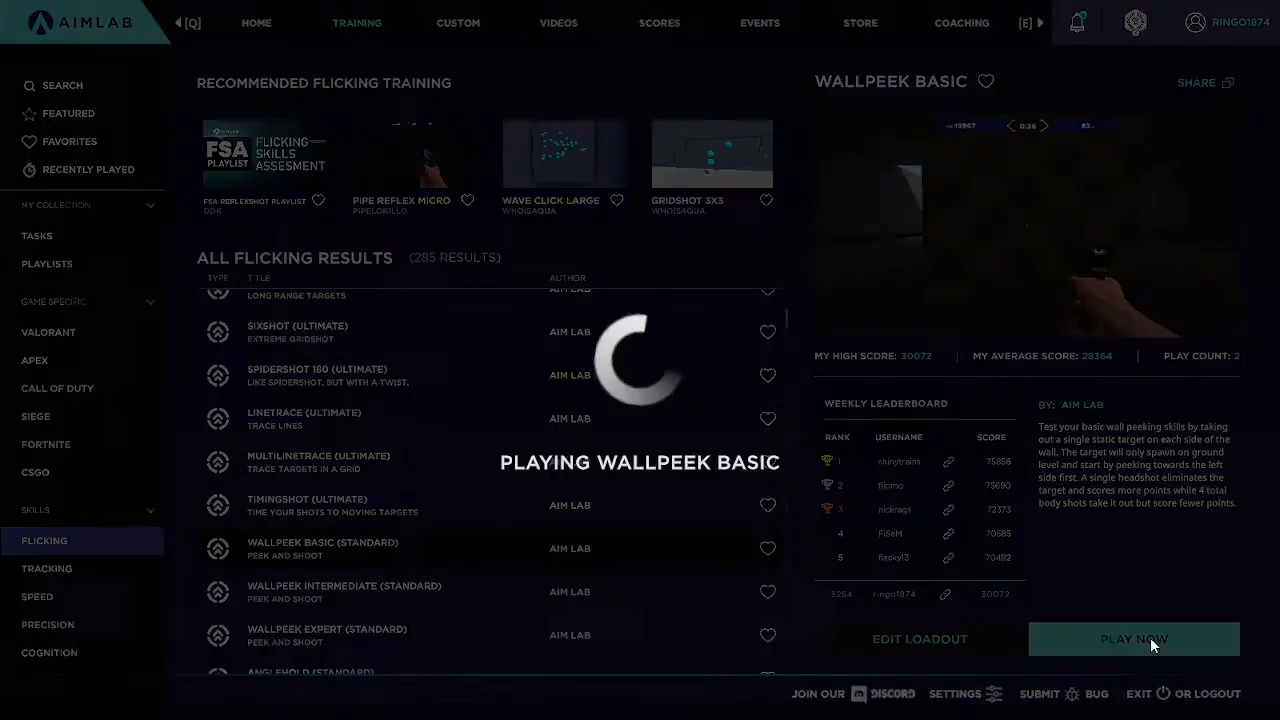 AIMLAB
[Q]
HOME
TRAINING
CUSTOM
VIDEOS
SCORES
EVENTS
STORE
COACHING
[E]
RINGO1874
SEARCH
FEATURED
FAVORITES
RECENTLY PLAYED
MY COLLECTION
TASKS
PLAYLISTS
GAME SPECIFIC
VALORANT
APEX
CALL OF DUTY
SIEGE
FORTNITE
CSGO
SKILLS
FLICKING
TRACKING
SPEED
PRECISION
COGNITION
RECOMMENDED FLICKING TRAINING
AIMLAB
FSA
PLAYLIST
FLICKING
SKILLS
ASSESMENT
FSA REFLEXSHOT PLAYLIST
DDK
PIPE REFLEX MICRO
PIPELOKILLO
WAVE CLICK LARGE
WHOISAQUA
GRIDSHOT 3X3
WHOISAQUA
ALL FLICKING RESULTS (285 RESULTS)
TYPE TITLE AUTHOR
LONG RANGE TARGETS AIM LAB
SIXSHOT (ULTIMATE)
EXTREME GRIDSHOT
AIM LAB
SPIDERSHOT 180 (ULTIMATE)
LIKE SPIDERSHOT, BUT WITH A TWIST.
AIM LAB
LINETRACE (ULTIMATE)
TRACE LINES
AIM LAB
MULTILINETRACE (ULTIMATE)
TRACE TARGETS IN A GRID
PLAYING WALLPEEK BASIC
TIMINGSHOT (ULTIMATE)
TIME YOUR SHOTS TO MOVING TARGETS
AIM LAB
WALLPEEK BASIC (STANDARD)
PEEK AND SHOOT
AIM LAB
WALLPEEK INTERMEDIATE (STANDARD)
PEEK AND SHOOT
AIM LAB
WALLPEEK EXPERT (STANDARD)
PEEK AND SHOOT
AIM LAB
ANGLEHOLD (STANDARD)
WALLPEEK BASIC
SHARE
15967 0:36 83
MY HIGH SCORE: 30072 | MY AVERAGE SCORE: 28364 | PLAY COUNT: 2
WEEKLY LEADERBOARD
RANK USERNAME SCORE
1 shinytrains 75856
2 flipmo 75690
3 nickrags 72373
4 FiSaM 70585
5 flacky13 70492
3254 ringo1874 30072
BY: AIM LAB
Test your basic wall peeking skills by taking
out a single static target on each side of the
wall. The target will only spawn on ground
level and start by peeking towards the left
side first. A single headshot eliminates the
target and scores more points while 4 total
body shots take it out but score fewer points.
EDIT LOADOUT
PLAY NOW
JOIN OUR DISCORD
SETTINGS
SUBMIT BUG
EXIT OR LOGOUT